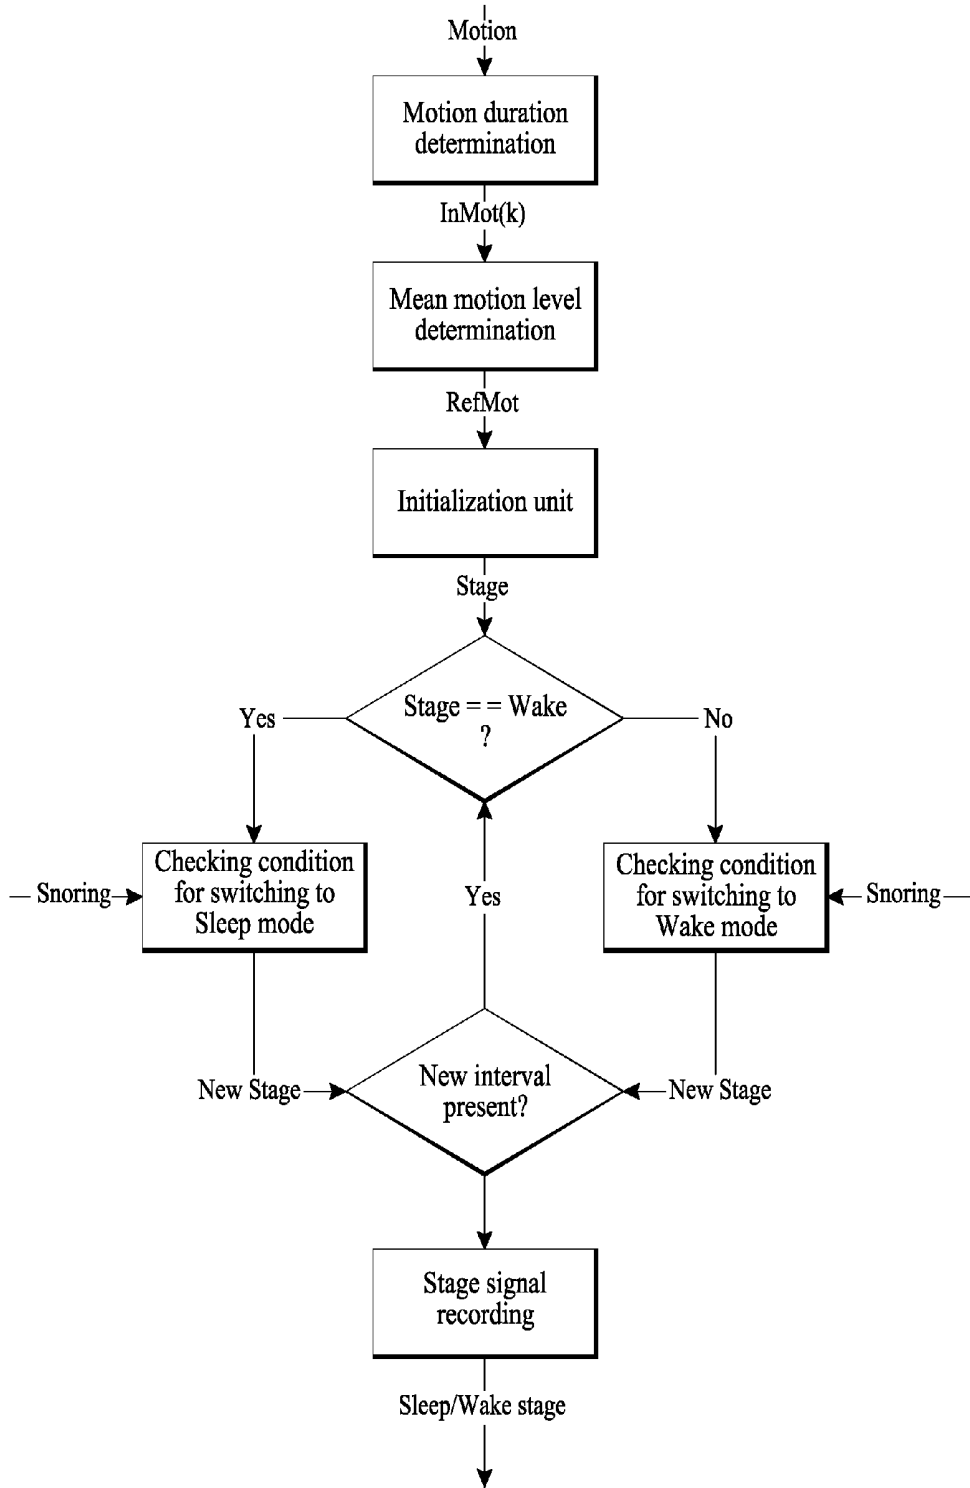 Motion
Motion duration
determination
InMot(k)
Mean motion level
determination
RefMot
Initialization unit
Stage
Stage = = Wake
?
Yes
No
Checking condition
for switching to
Sleep mode
Snoring
Yes
Checking condition
for switching to
Wake mode
Snoring
New Stage
New interval
present?
New Stage
Stage signal
recording
Sleep/Wake stage